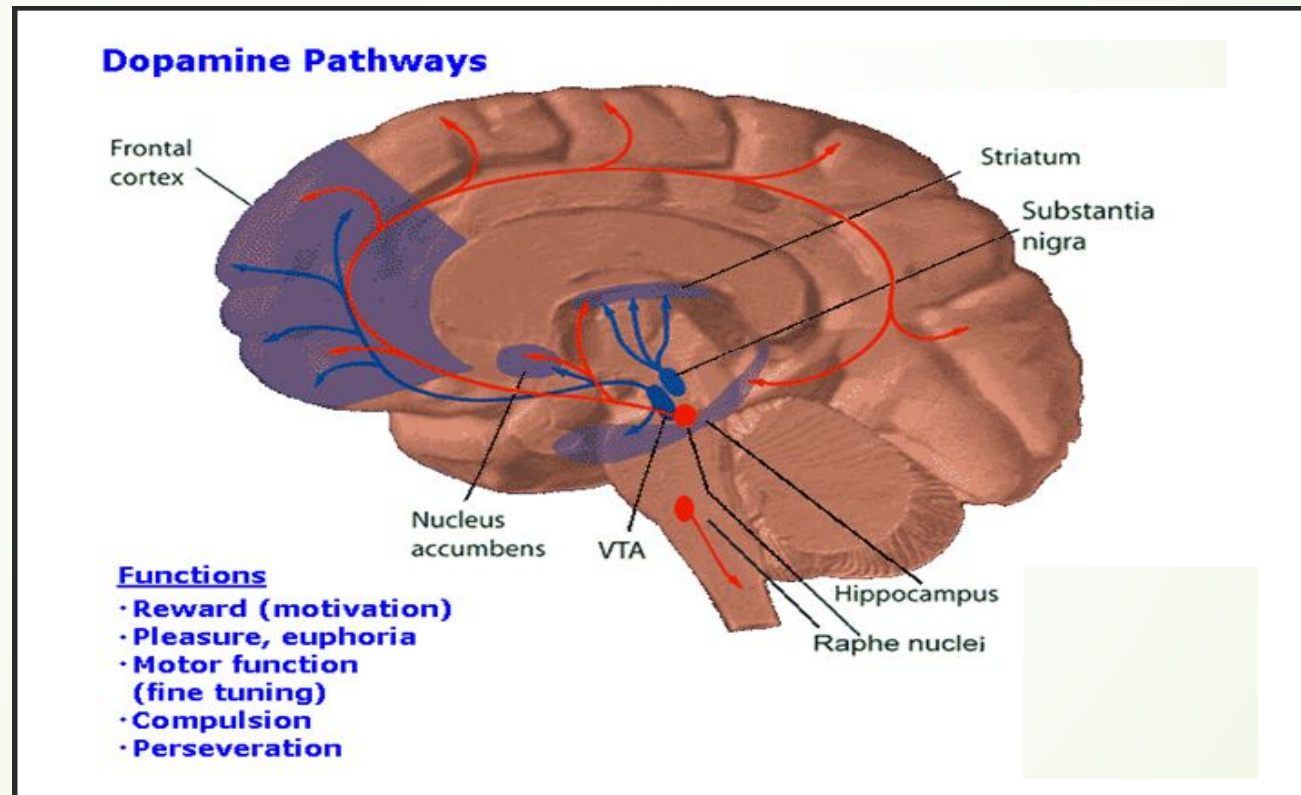 Dopamine Pathways
Frontal
cortex
Striatum
Substantia
nigra
Nucleus
accumbens
VTA
Hippocampus
Raphe nuclei
Functions
·Reward (motivation)
·Pleasure, euphoria
·Motor function
(fine tuning)
·Compulsion
·Perseveration